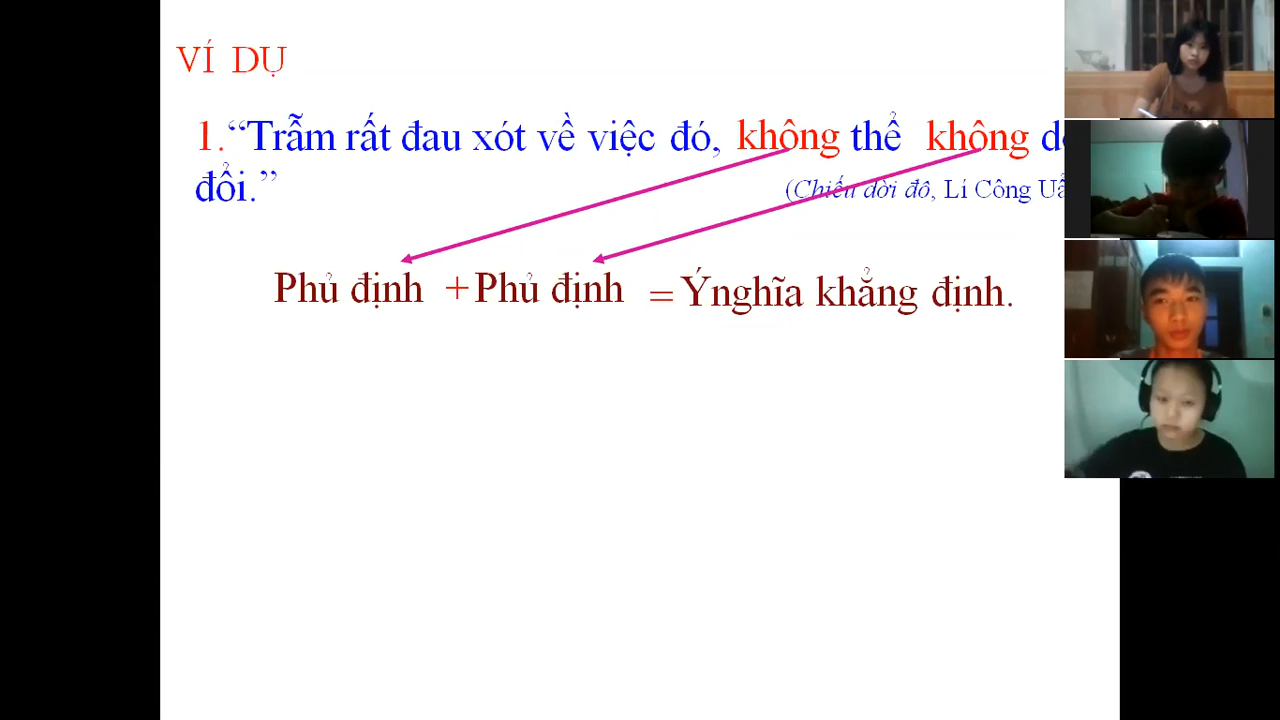 VÍ DỤ
1.“Trẫm rất đau xót về việc đó, không thể không
đổi.”
(Chiếu dời đô, Lí Công
Phủ định + Phủ định = Ýnghĩa khẳng định.